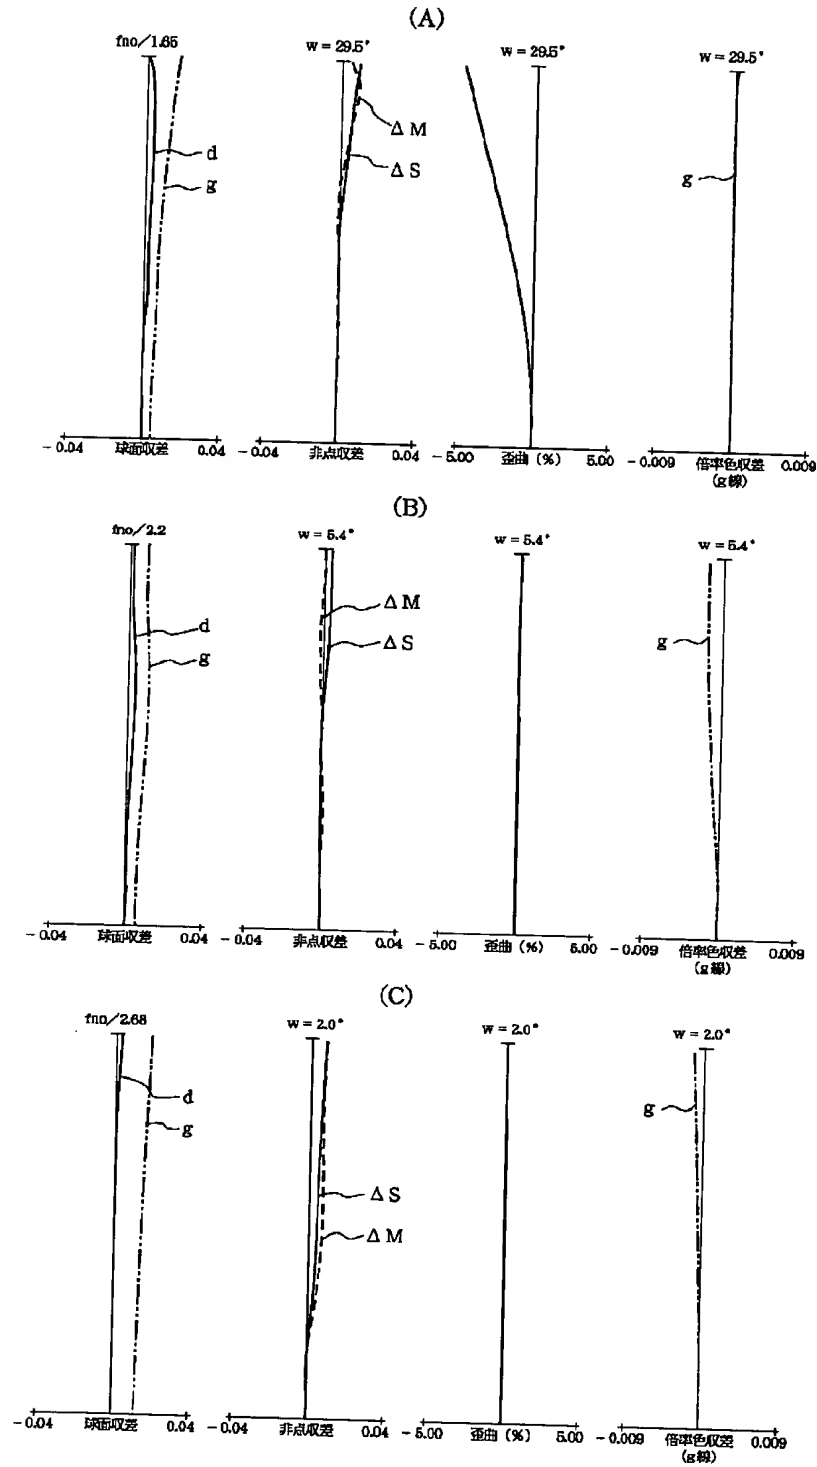 (A)
fno/1.65
w = 29.5°
w = 29.5°
w = 29.5°
Δ M
d
Δ S
g
g
-0.04
球面収差
0.04
-0.04
非点収差
0.04
-5.00
歪曲 (%)
5.00
-0.009
倍率色収差
(g線)
0.009
(B)
fno/2.2
w = 5.4°
w = 5.4°
w = 5.4°
Δ M
d
Δ S
g
g
-0.04
球面収差
0.04
-0.04
非点収差
0.04
-5.00
歪曲 (%)
5.00
-0.009
倍率色収差
(g線)
0.009
(C)
fno/2.68
w = 2.0°
w = 2.0°
w = 2.0°
d
g
g
Δ S
Δ M
-0.04
球面収差
0.04
-0.04
非点収差
0.04
-5.00
歪曲 (%)
5.00
-0.009
倍率色収差
(g線)
0.009